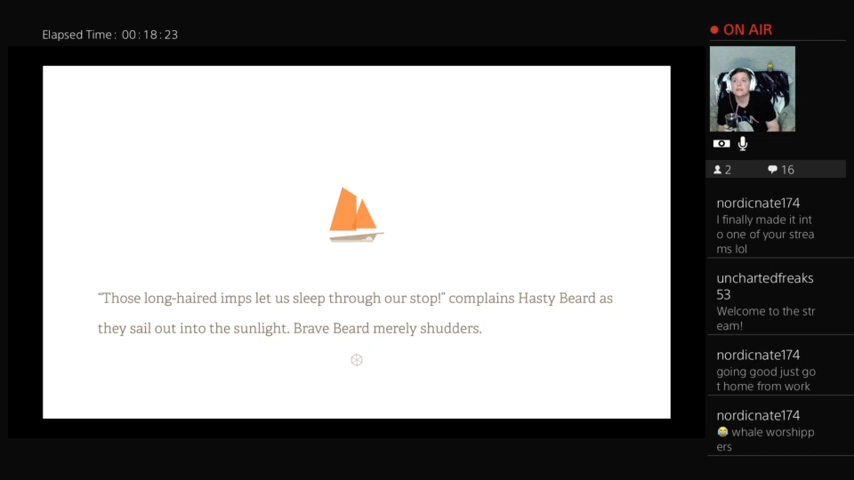 Elapsed Time: 00:18:23
ON AIR
2
16
nordicnate174
I finally made it int
o one of your strea
ms lol
unchartedfreaks
53
Welcome to the str
eam!
nordicnate174
going good just go
t home from work
nordicnate174
😂 whale worshipp
ers
“Those long-haired imps let us sleep through our stop!” complains Hasty Beard as
they sail out into the sunlight. Brave Beard merely shudders.